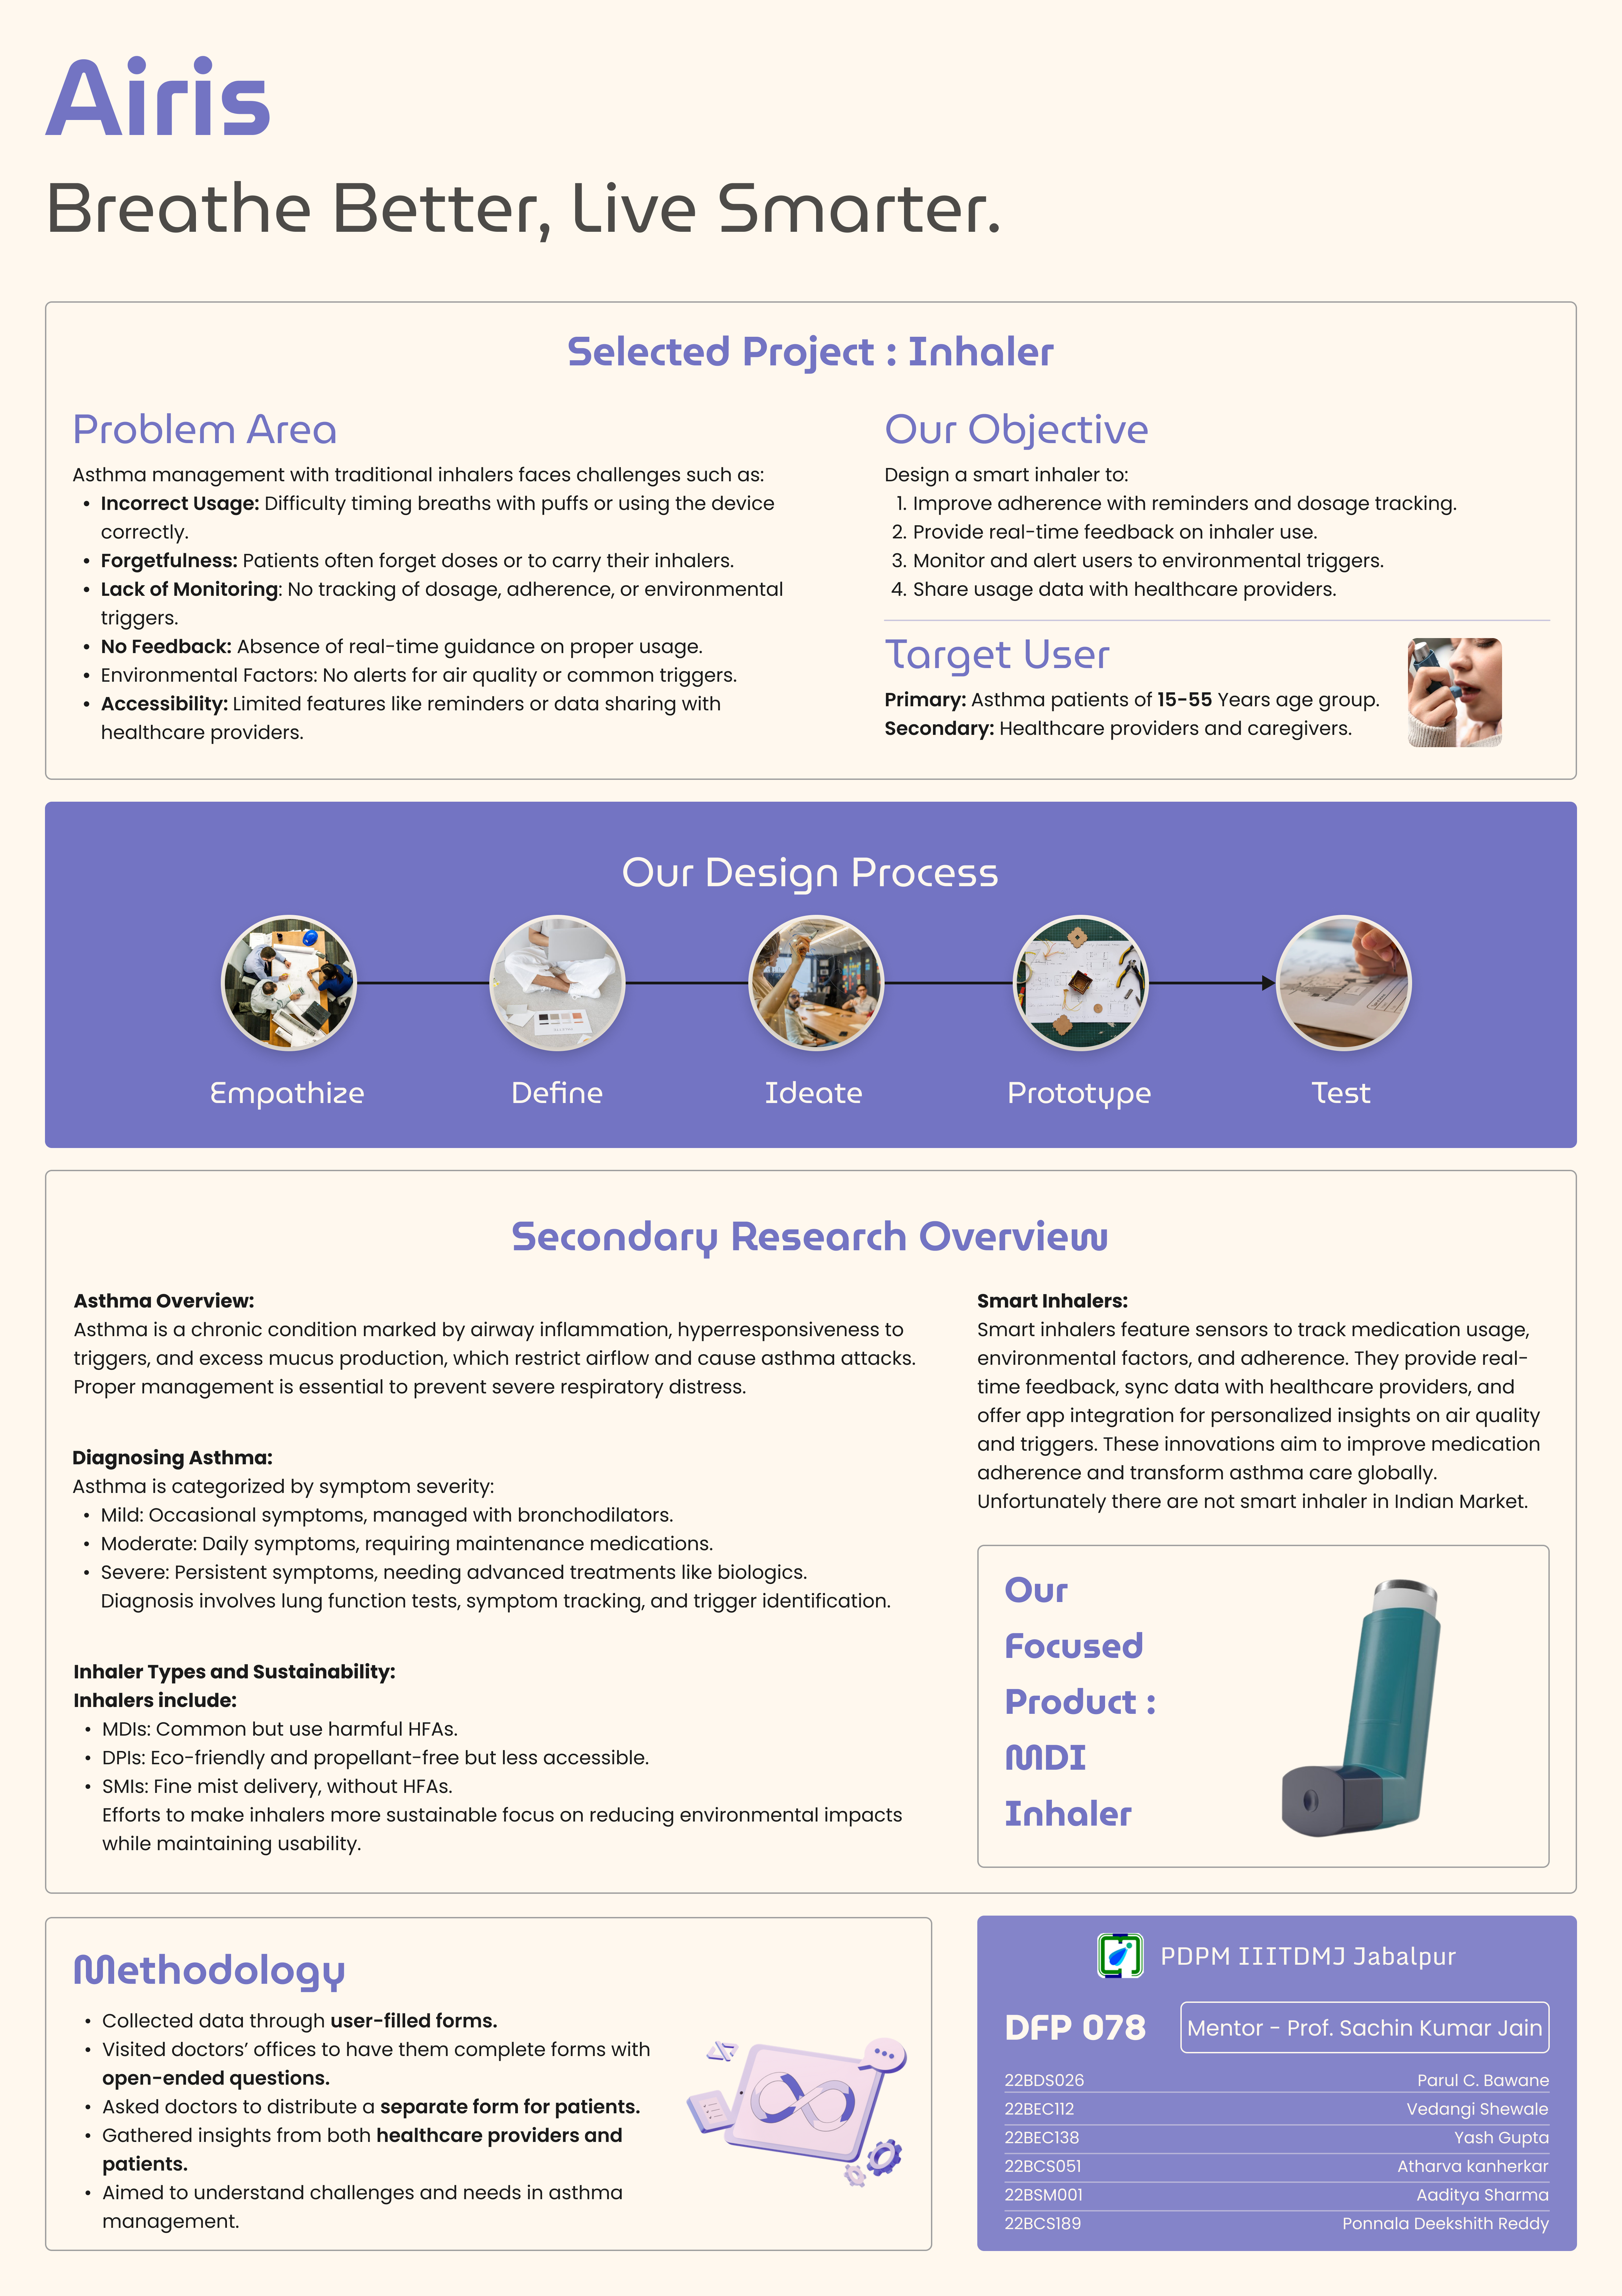 Airis
Breathe Better, Live Smarter.
Selected Project : Inhaler
Problem Area
Asthma management with traditional inhalers faces challenges such as:
• Incorrect Usage: Difficulty timing breaths with puffs or using the device
correctly.
• Forgetfulness: Patients often forget doses or to carry their inhalers.
• Lack of Monitoring: No tracking of dosage, adherence, or environmental
triggers.
• No Feedback: Absence of real-time guidance on proper usage.
• Environmental Factors: No alerts for air quality or common triggers.
• Accessibility: Limited features like reminders or data sharing with
healthcare providers.
Our Objective
Design a smart inhaler to:
1. Improve adherence with reminders and dosage tracking.
2. Provide real-time feedback on inhaler use.
3. Monitor and alert users to environmental triggers.
4. Share usage data with healthcare providers.
Target User
Primary: Asthma patients of 15-55 Years age group.
Secondary: Healthcare providers and caregivers.
Our Design Process
Empathize
Define
Ideate
Prototype
Test
Secondary Research Overview
Asthma Overview:
Asthma is a chronic condition marked by airway inflammation, hyperresponsiveness to
triggers, and excess mucus production, which restrict airflow and cause asthma attacks.
Proper management is essential to prevent severe respiratory distress.
Diagnosing Asthma:
Asthma is categorized by symptom severity:
• Mild: Occasional symptoms, managed with bronchodilators.
• Moderate: Daily symptoms, requiring maintenance medications.
• Severe: Persistent symptoms, needing advanced treatments like biologics.
Diagnosis involves lung function tests, symptom tracking, and trigger identification.
Inhaler Types and Sustainability:
Inhalers include:
• MDIs: Common but use harmful HFAs.
• DPIs: Eco-friendly and propellant-free but less accessible.
• SMIs: Fine mist delivery, without HFAs.
Efforts to make inhalers more sustainable focus on reducing environmental impacts
while maintaining usability.
Smart Inhalers:
Smart inhalers feature sensors to track medication usage,
environmental factors, and adherence. They provide real-
time feedback, sync data with healthcare providers, and
offer app integration for personalized insights on air quality
and triggers. These innovations aim to improve medication
adherence and transform asthma care globally.
Unfortunately there are not smart inhaler in Indian Market.
Our
Focused
Product :
MDI
Inhaler
Methodology
• Collected data through user-filled forms.
• Visited doctors’ offices to have them complete forms with
open-ended questions.
• Asked doctors to distribute a separate form for patients.
• Gathered insights from both healthcare providers and
patients.
• Aimed to understand challenges and needs in asthma
management.
PDPM IIITDMJ Jabalpur
DFP 078
Mentor - Prof. Sachin Kumar Jain
22BDS026 Parul C. Bawane
22BEC112 Vedangi Shewale
22BEC138 Yash Gupta
22BCS051 Atharva kanherkar
22BSM001 Aaditya Sharma
22BCS189 Ponnala Deekshith Reddy